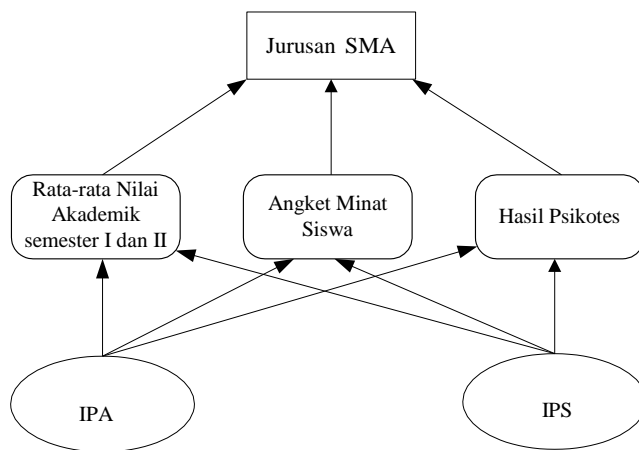 Jurusan SMA
Rata-rata Nilai
Akademik
semester I dan II
Angket Minat
Siswa
Hasil Psikotes
IPA
IPS